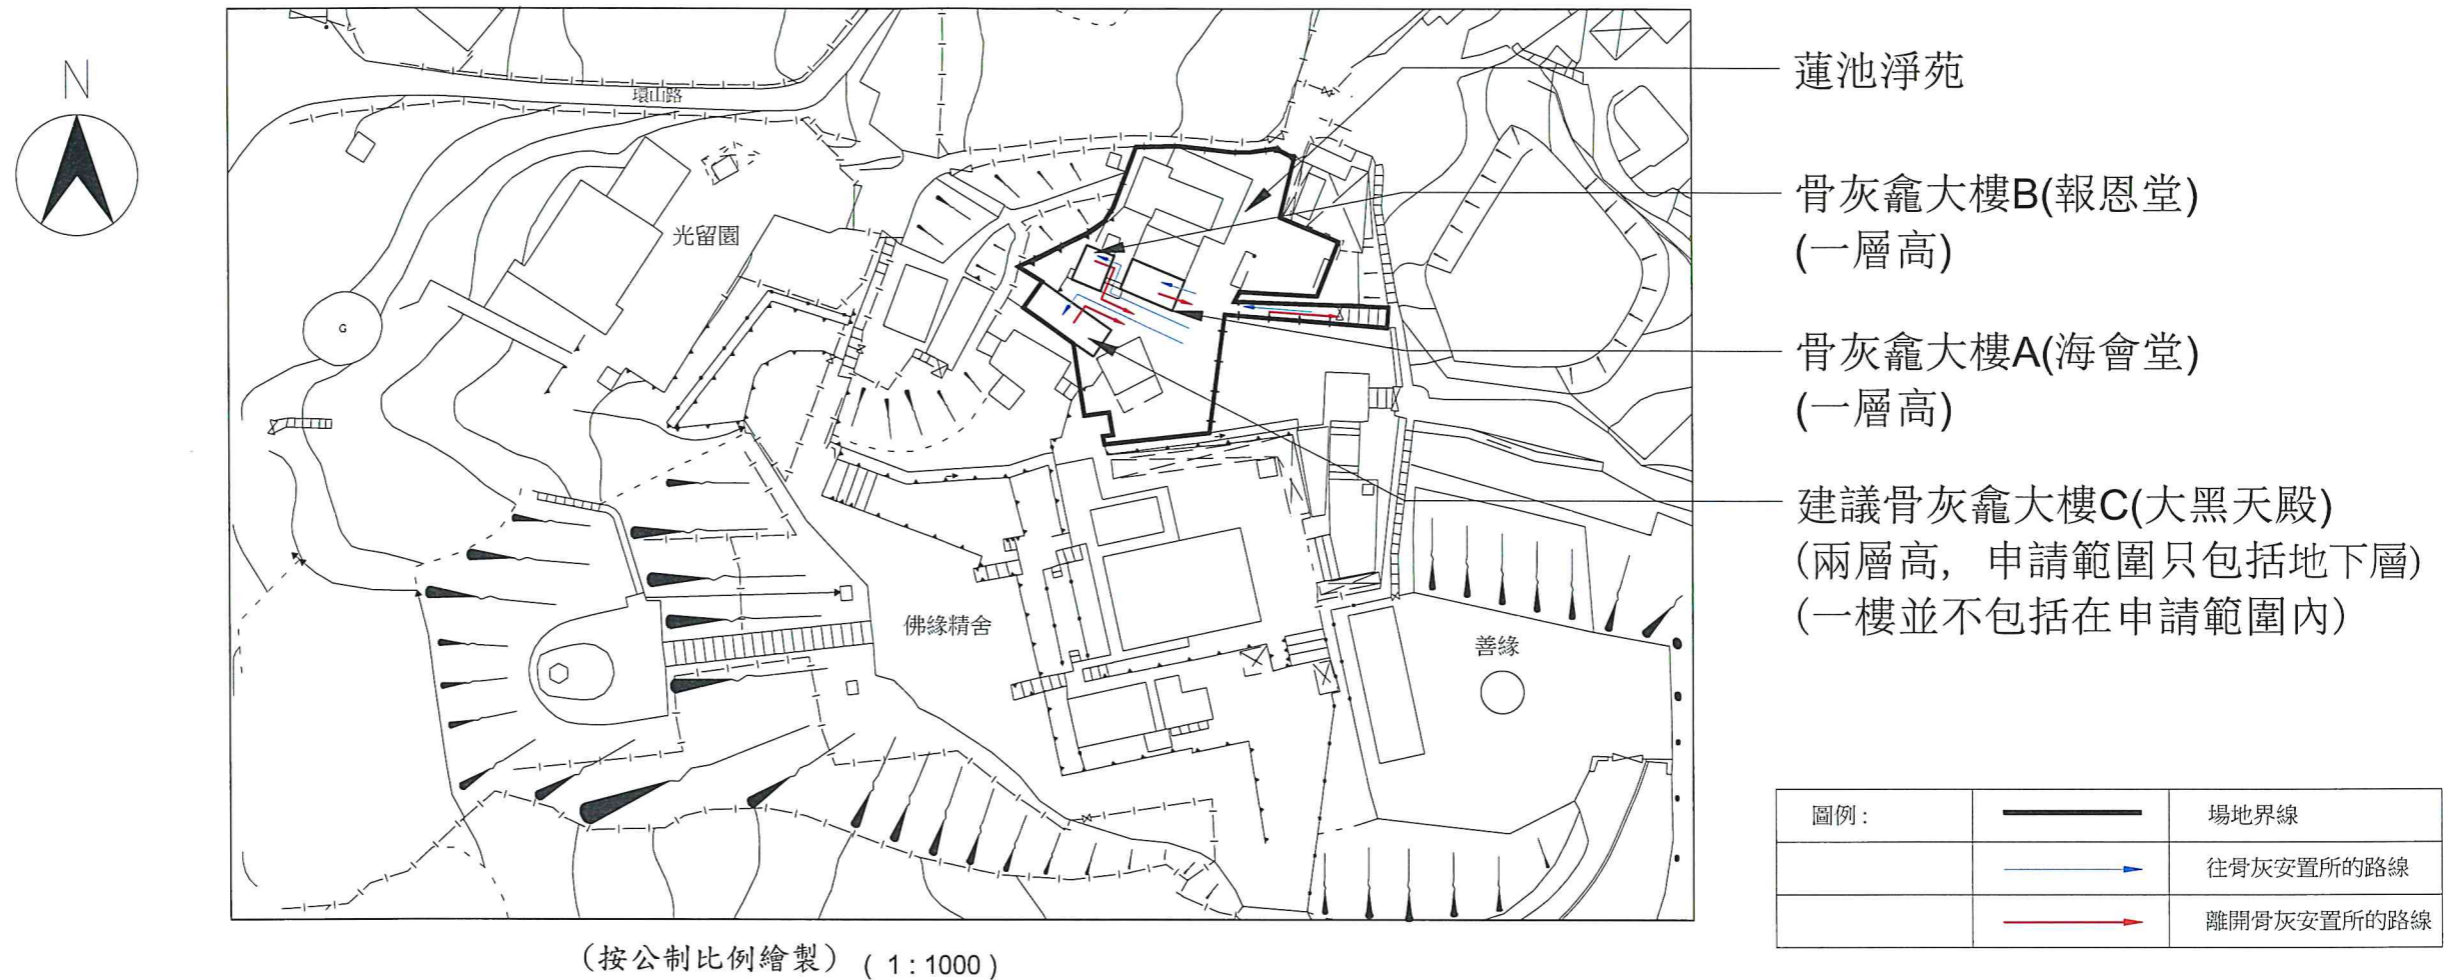 N
環山路
光留園
G
佛緣精舍
善緣
蓮池淨苑
骨灰龕大樓B(報恩堂)
(一層高)
骨灰龕大樓A(海會堂)
(一層高)
建議骨灰龕大樓C(大黑天殿)
(兩層高, 申請範圍只包括地下層)
(一樓並不包括在申請範圍內)
圖例：
場地界線
往骨灰安置所的路線
離開骨灰安置所的路線
(按公制比例繪製) ( 1 : 1000 )